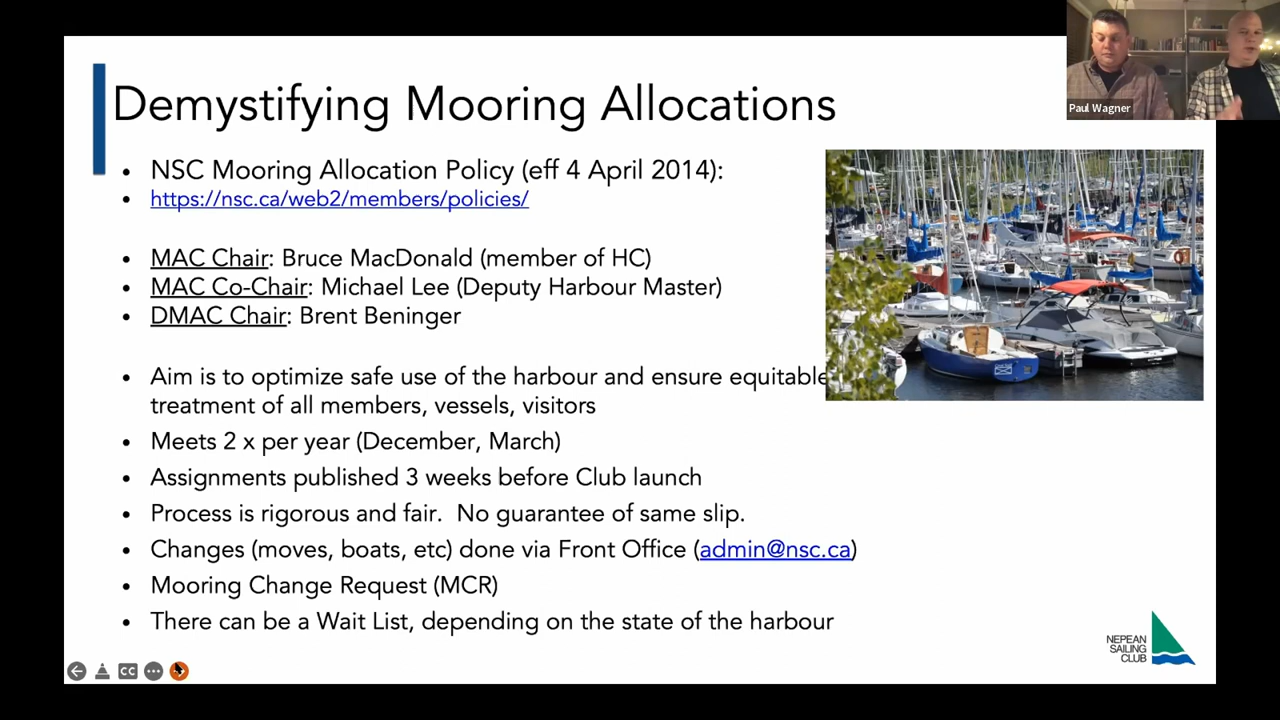 Paul Wagner
Demystifying Mooring Allocations
• NSC Mooring Allocation Policy (eff 4 April 2014):
• https://nsc.ca/web2/members/policies/
• MAC Chair: Bruce MacDonald (member of HC)
• MAC Co-Chair: Michael Lee (Deputy Harbour Master)
• DMAC Chair: Brent Beninger
• Aim is to optimize safe use of the harbour and ensure equitable
treatment of all members, vessels, visitors
• Meets 2 x per year (December, March)
• Assignments published 3 weeks before Club launch
• Process is rigorous and fair.  No guarantee of same slip.
• Changes (moves, boats, etc) done via Front Office (admin@nsc.ca)
• Mooring Change Request (MCR)
• There can be a Wait List, depending on the state of the harbour
NEPEAN
SAILING
CLUB
CC